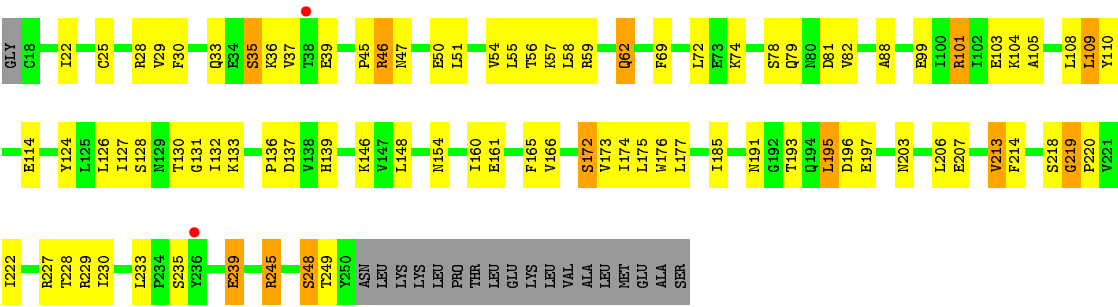 GLY C18 I22 C25 R28 V29 F30 Q33 E34 S35 K36 V37 T38 E39 P45 R46 N47 E50 L51 V54 L55 T56 K57 L58 R59 Q62 F69 L72 E73 K74 S78 Q79 N80 D81 V82 A88 E99 I100 R101 I102 E103 K104 A105 L108 L109 N110
E114 Y124 L125 L126 I127 S128 N129 T130 G131 I132 K133 P136 D137 V138 H139 K146 V147 L148 N154 I160 E161 F165 V166 S172 V173 I174 L175 W176 L177 I185 N191 G192 T193 Q194 L195 D196 E197 N203 L206 E207 V213 F214 S218 G219 P220 V221
I222 R227 T228 R229 I230 L233 P234 S235 Y236 E239 R245 S248 T249 Y250 ASN LEU LYS LYS LEU PRO THR GLU LYS LEU VAL ALA LEU MET GLU ALA SER